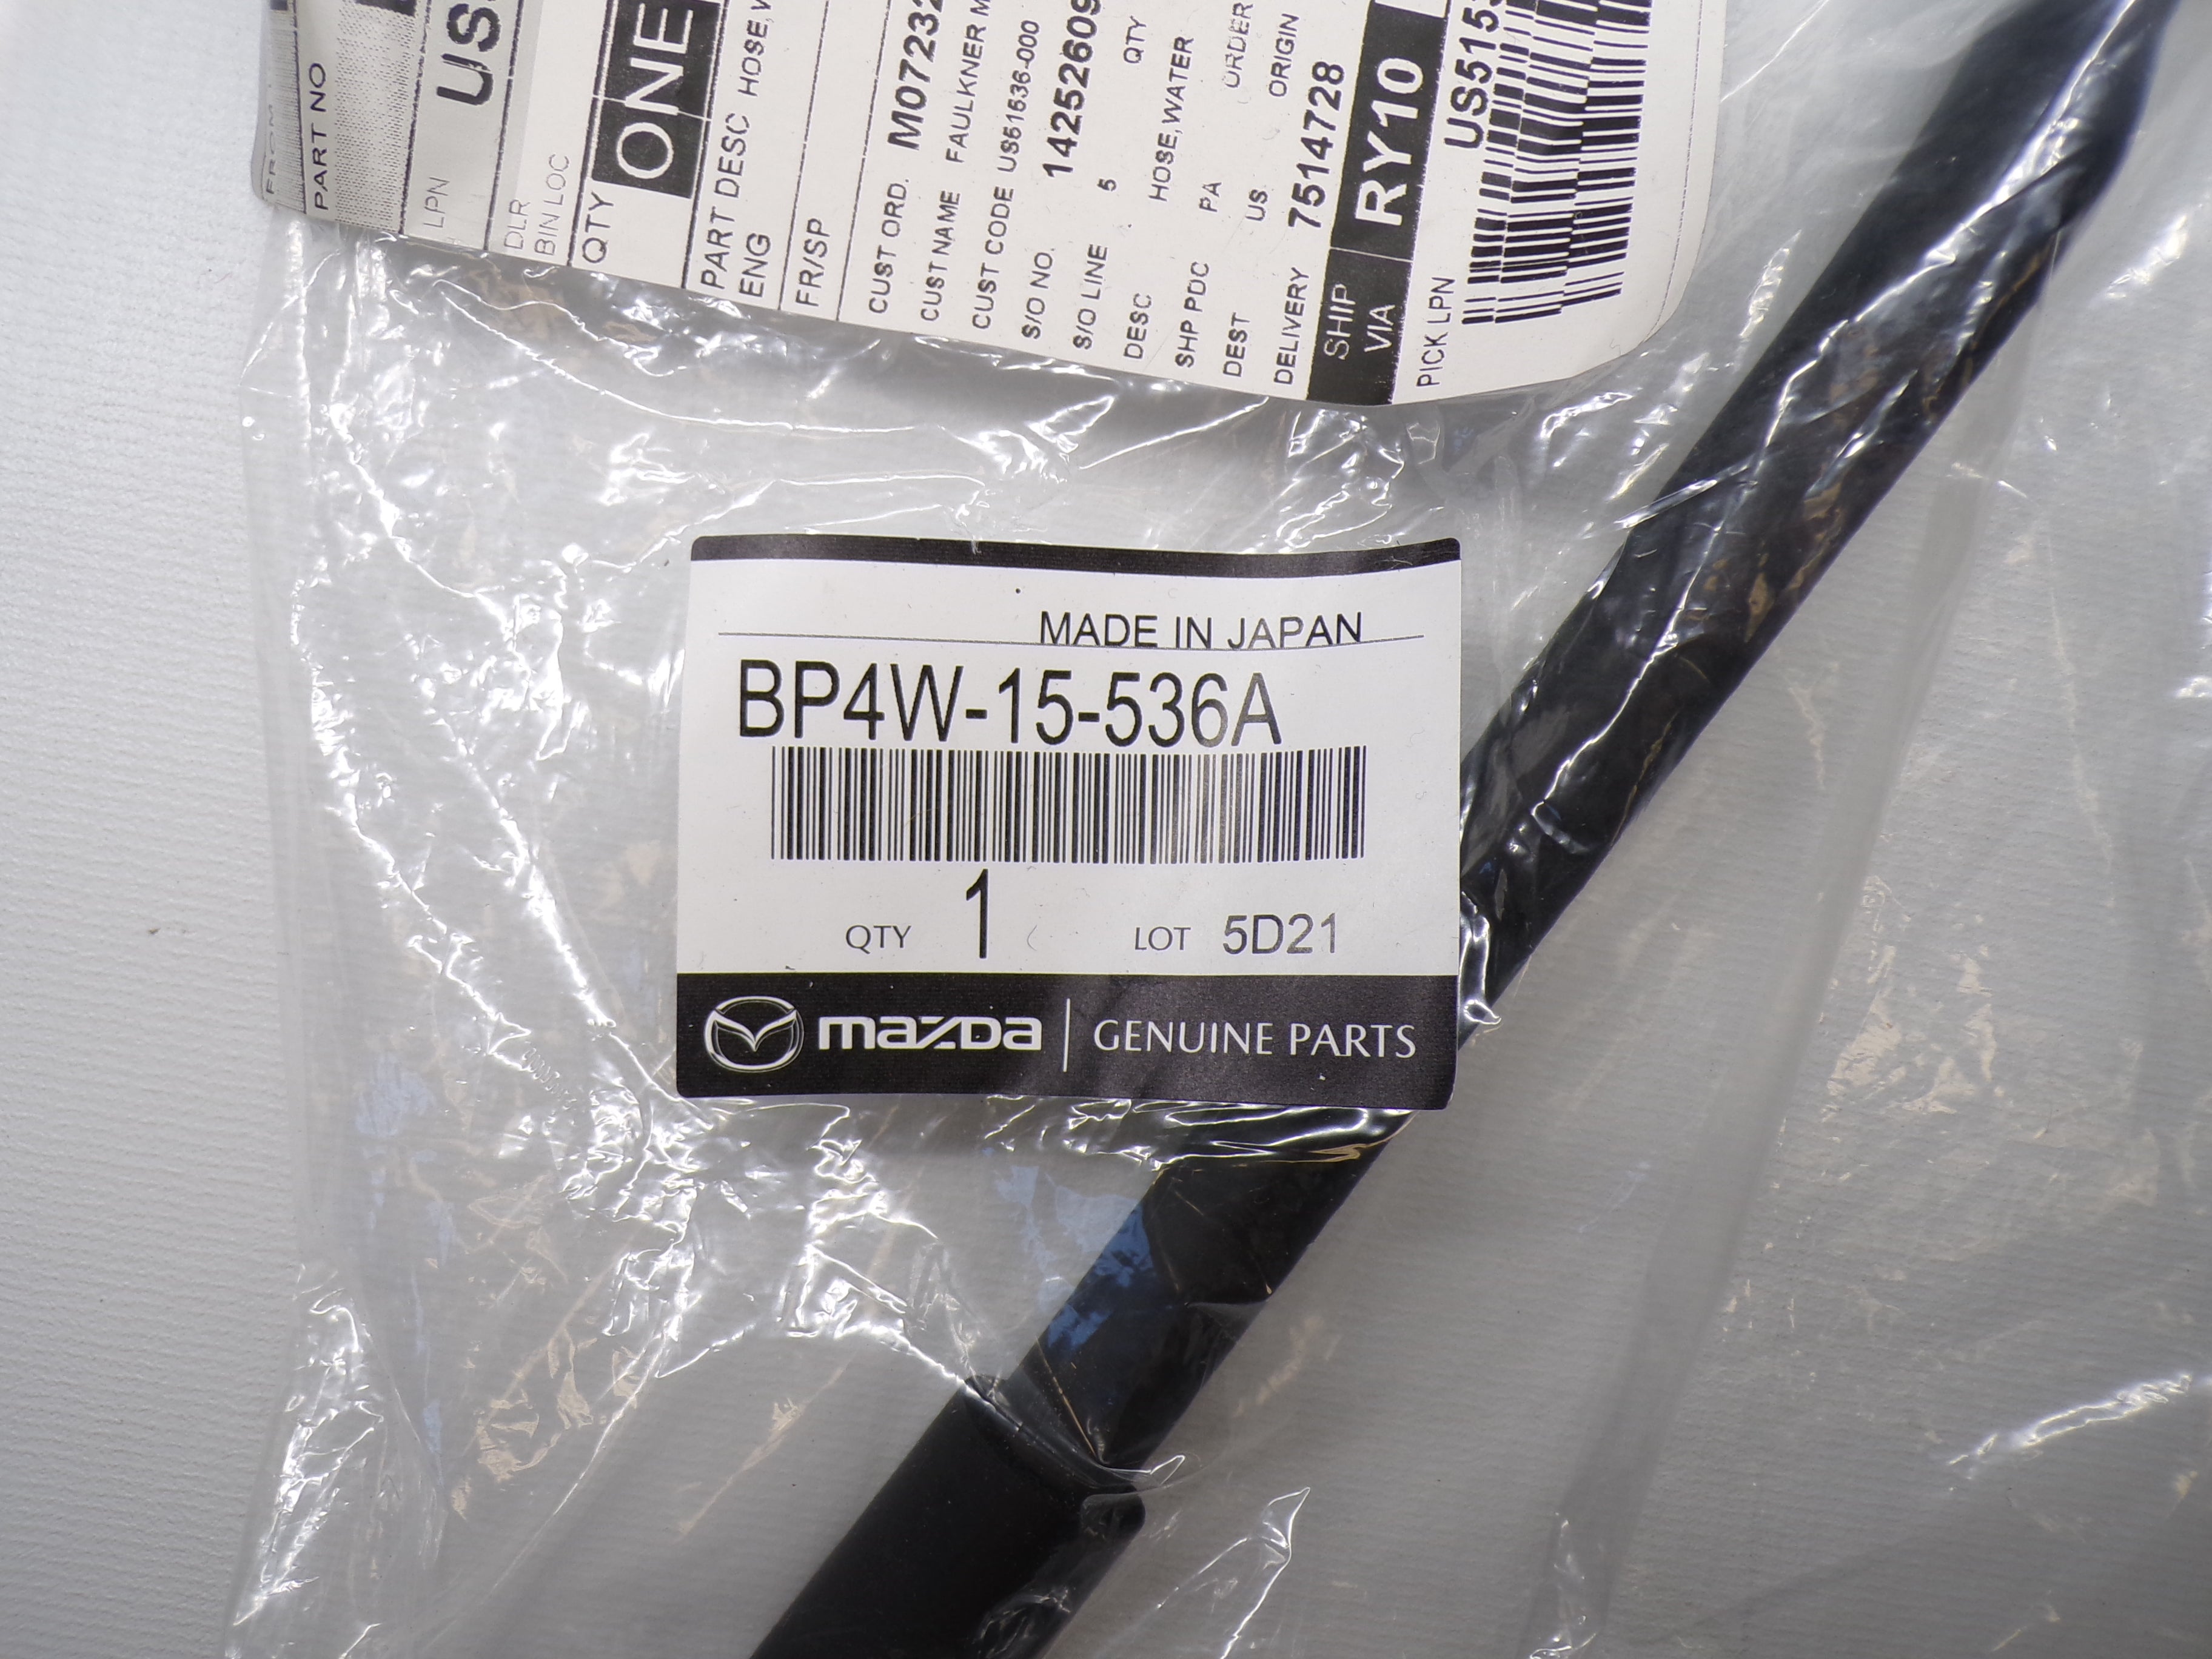 FROM
PART NO
LPN
US
DLR
BIN LOC
QTY ONE
PART DESC HOSE,
ENG
FR/SP
CUST ORD. M0723
CUST NAME FAULKNER M
CUST CODE US51536-000
S/O NO. 14252609
S/O LINE 5 QTY
DESC HOSE,WATER
SHP PDC PA ORDER
DEST US ORIGIN
DELIVERY 7514728
SHIP VIA RY10
PICK LPN US515
MADE IN JAPAN
BP4W-15-536A
QTY 1 LOT 5D21
mazda GENUINE PARTS